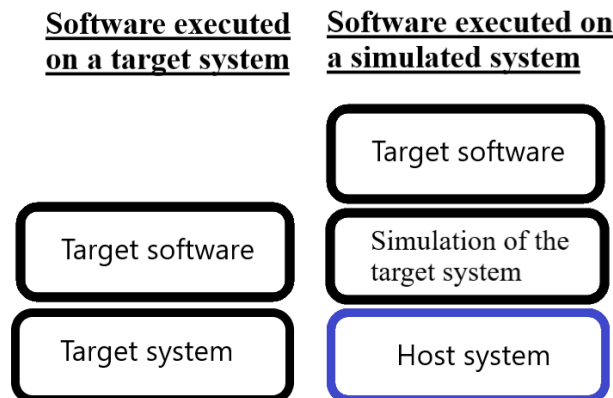 Software executed
on a target system
Software executed on
a simulated system
Target software
Target software
Simulation of the
target system
Target system
Host system